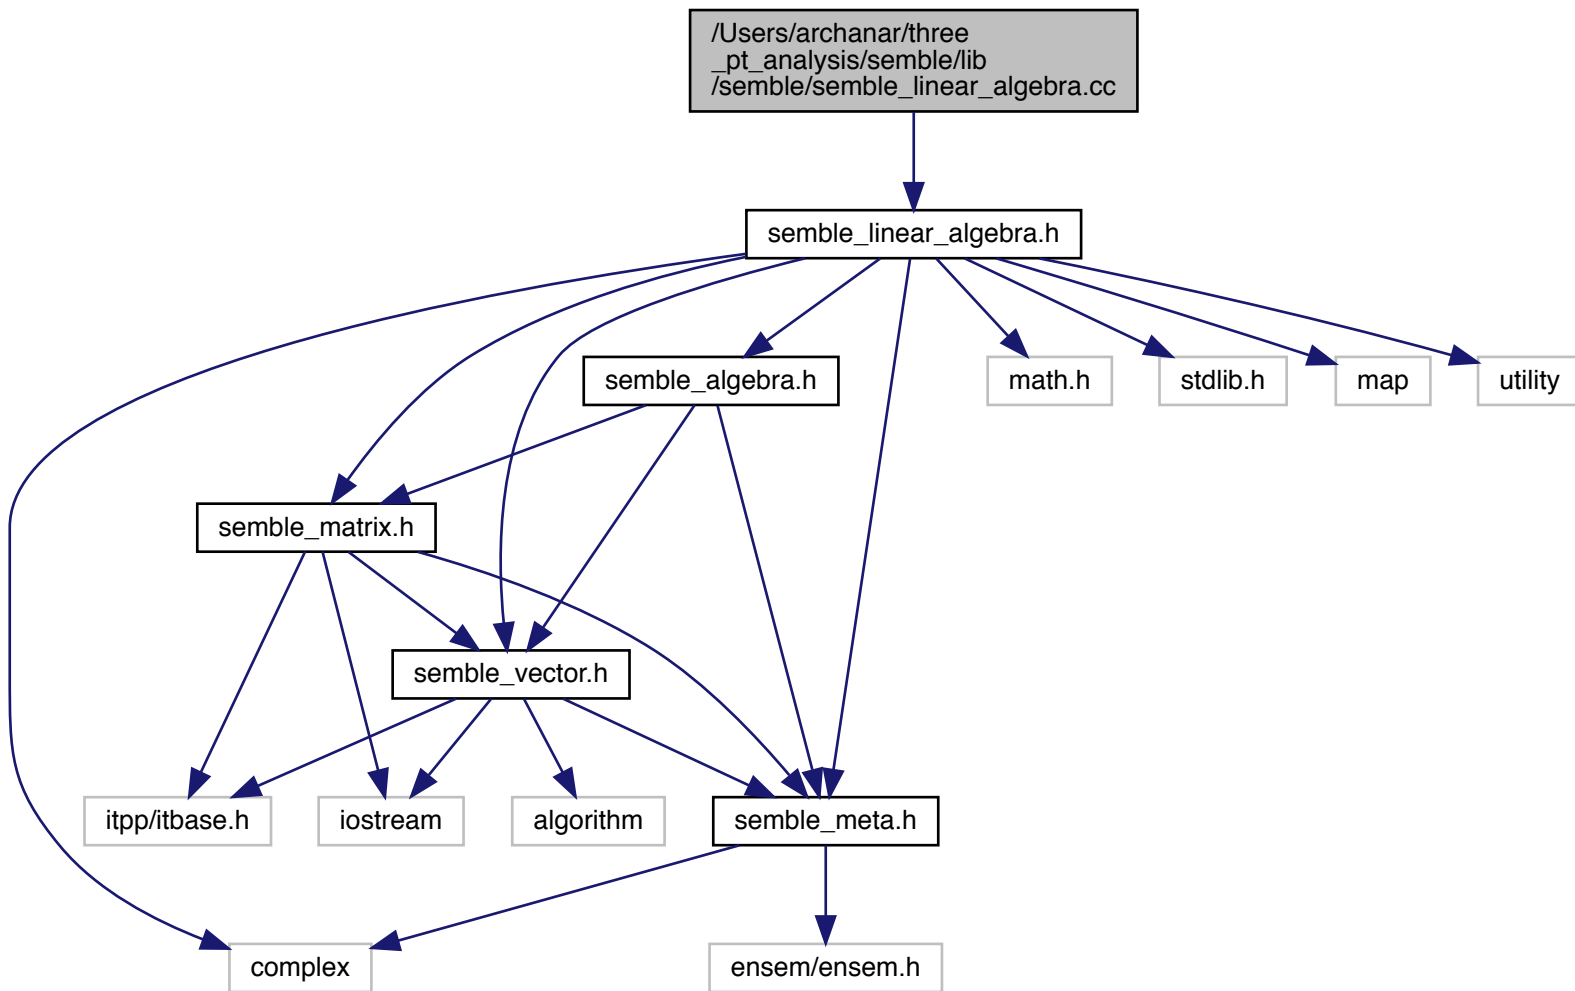 /Users/archanar/three
_pt_analysis/semble/lib
/semble/semble_linear_algebra.cc
semble_linear_algebra.h
semble_algebra.h
math.h
stdlib.h
map
utility
semble_matrix.h
semble_vector.h
itpp/itbase.h
iostream
algorithm
semble_meta.h
complex
ensem/ensem.h